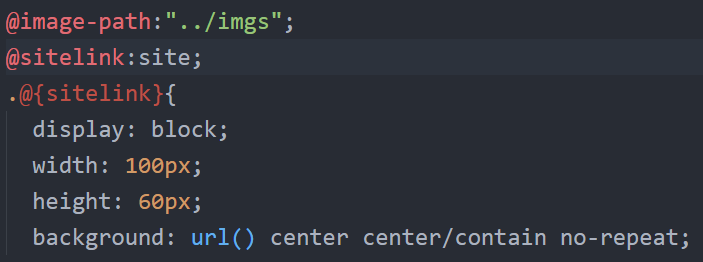 @image-path:"../imgs";
@sitelink:site;
.@{sitelink}{
display: block;
width: 100px;
height: 60px;
background: url() center center/contain no-repeat;